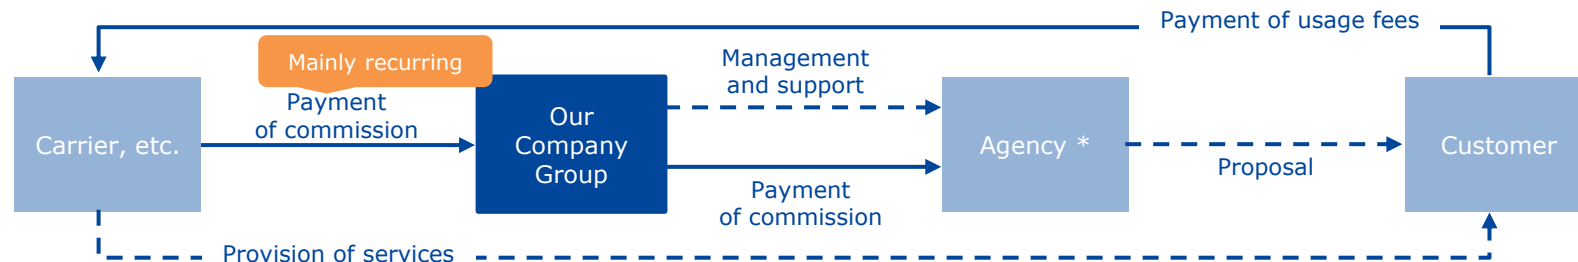 Payment of usage fees
Mainly recurring
Payment
of commission
Management
and support
Carrier, etc.
Our
Company
Group
Agency *
Customer
Proposal
Payment
of commission
Provision of services